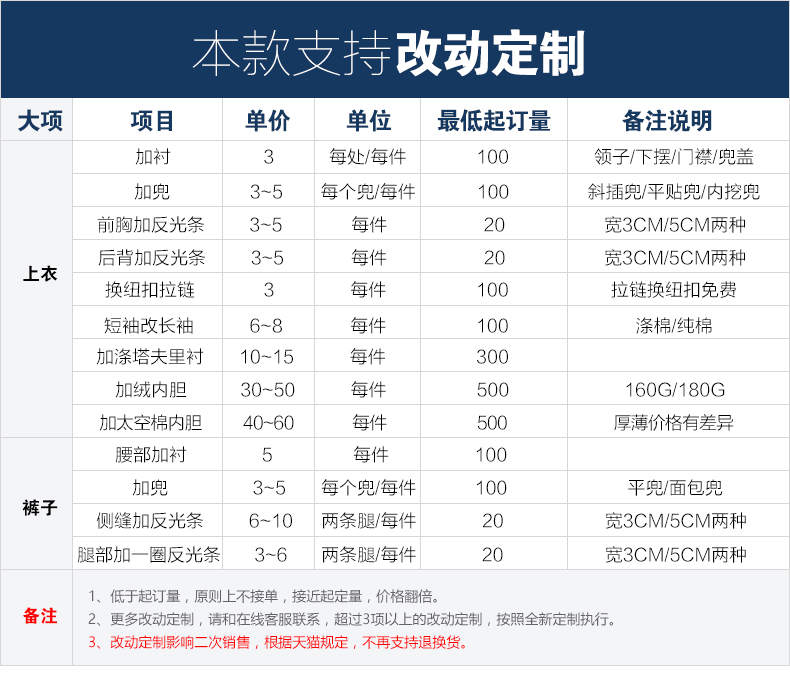 本款支持改动定制
大项 项目 单价 单位 最低起订量 备注说明
上衣
加衬 3 每处/每件 100 领子/下摆/门襟/兜盖
加兜 3~5 每个兜/每件 100 斜插兜/平贴兜/内挖兜
前胸加反光条 3~5 每件 20 宽3CM/5CM两种
后背加反光条 3~5 每件 20 宽3CM/5CM两种
换纽扣拉链 3 每件 100 拉链换纽扣免费
短袖改长袖 6~8 每件 100 涤棉/纯棉
加涤塔夫里衬 10~15 每件 300
加绒内胆 30~50 每件 500 160G/180G
加太空棉内胆 40~60 每件 500 厚薄价格有差异
裤子
腰部加衬 5 每件 100
加兜 3~5 每个兜/每件 100 平兜/面包兜
侧缝加反光条 6~10 两条腿/每件 20 宽3CM/5CM两种
腿部加一圈反光条 3~6 两条腿/每件 20 宽3CM/5CM两种
备注
1、低于起订量，原则上不接单，接近起定量，价格翻倍。
2、更多改动定制，请和在线客服联系，超过3项以上的改动定制，按照全新定制执行。
3、改动定制影响二次销售，根据天猫规定，不再支持退换货。